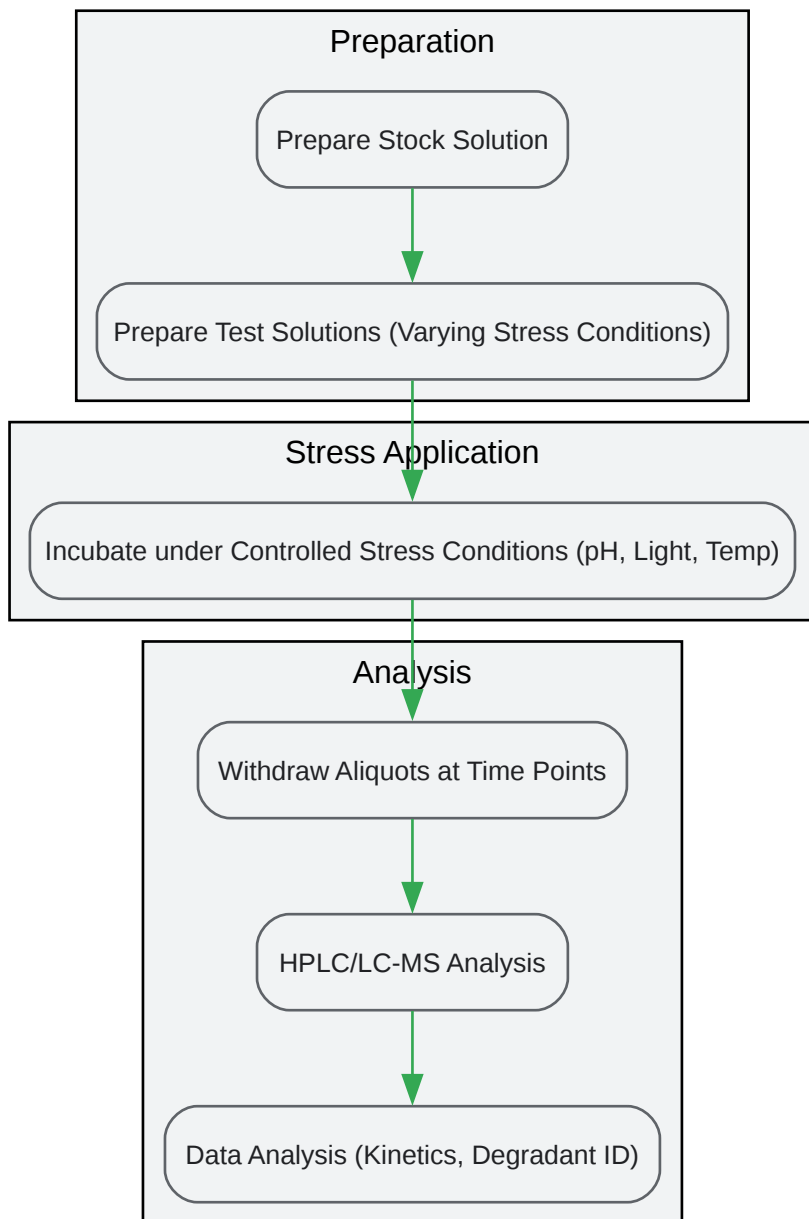 Preparation
Prepare Stock Solution
Prepare Test Solutions (Varying Stress Conditions)
Stress Application
Incubate under Controlled Stress Conditions (pH, Light, Temp)
Analysis
Withdraw Aliquots at Time Points
HPLC/LC-MS Analysis
Data Analysis (Kinetics, Degradant ID)